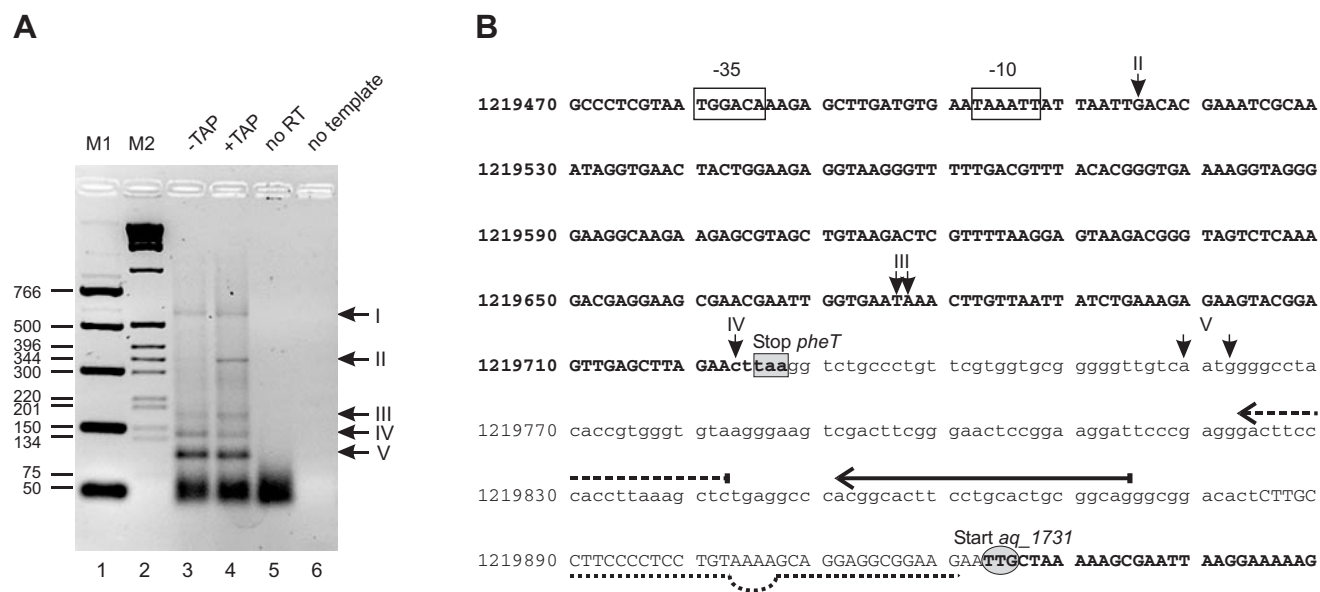 A
M1 M2 -TAP +TAP no RT no template
766
500
396
344
300
220
201
150
134
75
50
I
II
III
IV
V
1 2 3 4 5 6
B
-35 -10 II
1219470 GCCCTCGTAA TGGACAAAGA GCTTGATGTG AATAAATTAT TAATTGACAC GAAATCGCAA
1219530 ATAGGTGAAC TACTGGAAGA GGTAAGGGTT TTTGACGTTT ACACGGGTGA AAAGGTAGGG
1219590 GAAGGCAAGA AGAGCGTAGC TGTAAGACTC GTTTTAAGGA GTAAGACGGG TAGTCTCAAA
III
1219650 GACGAGGAAG CGAACGAATT GGTGAATAAA CTTGTTAATT ATCTGAAAGA GAAGTACGGA
IV Stop pheT V
1219710 GTTGAGCTTA GAACttaagg tctgccctgt tcgtggtgcg ggggttgtca atggggccta
1219770 caccgtgggt gtaagggaag tcgacttcgg gaactccgga aggattcccg agggacttcc
1219830 caccttaaag ctctgaggcc cacggcactt cctgcactgc ggcagggcgg acactCTTGC
Start aq_1731
1219890 CTTCCCCTCC TGTAAAAGCA GGAGGCGGAA GAATTGCTAA AAAGCGAATT AAGGAAAAAG